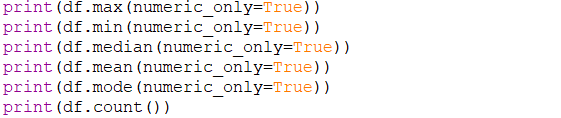 print(df.max(numeric_only=True))
print(df.min(numeric_only=True))
print(df.median(numeric_only=True))
print(df.mean(numeric_only=True))
print(df.mode(numeric_only=True))
print(df.count())